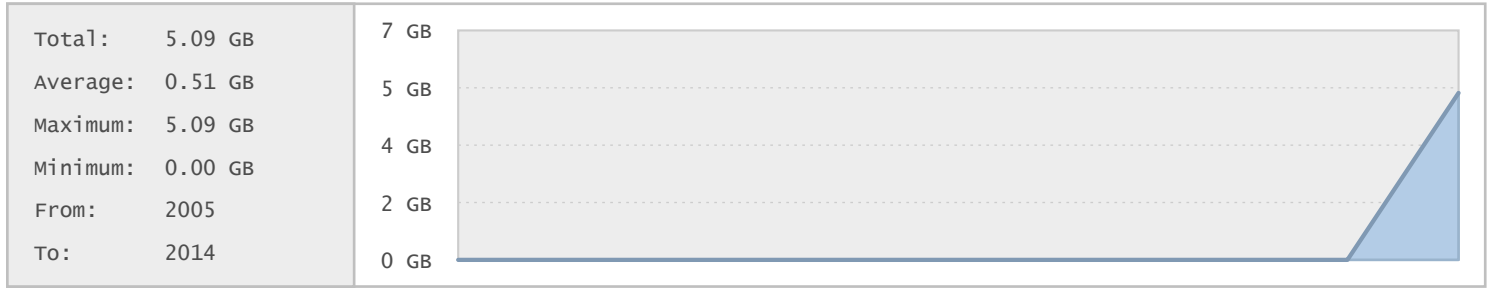 Total: 5.09 GB
Average: 0.51 GB
Maximum: 5.09 GB
Minimum: 0.00 GB
From: 2005
To: 2014
7 GB
5 GB
4 GB
2 GB
0 GB